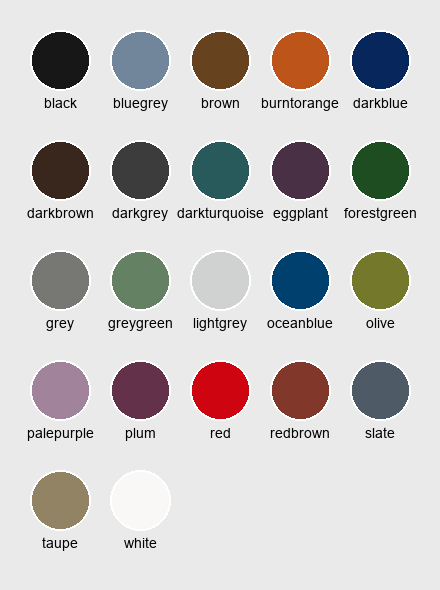 black bluegrey brown burntorange darkblue
darkbrown darkgrey darkturquoise eggplant forestgreen
grey greygreen lightgrey oceanblue olive
palepurple plum red redbrown slate
taupe white